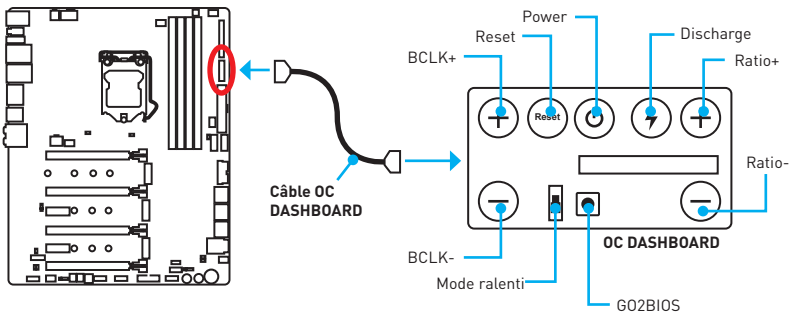 Power
Reset
Discharge
BCLK+
Ratio+
Reset
Câble OC
DASHBOARD
Ratio-
OC DASHBOARD
BCLK-
Mode ralenti
GO2BIOS